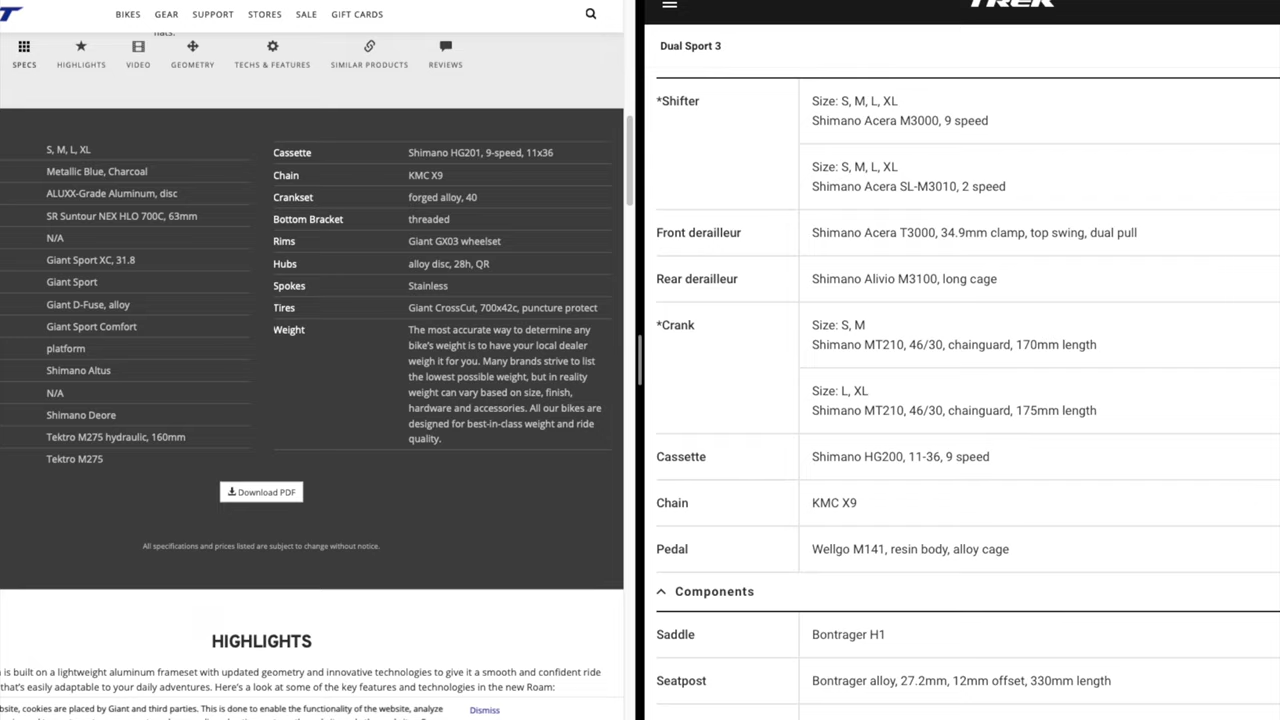 BIKES GEAR SUPPORT STORES SALE GIFT CARDS
SPECS HIGHLIGHTS VIDEO GEOMETRY TECHS & FEATURES SIMILAR PRODUCTS REVIEWS
S, M, L, XL
Metallic Blue, Charcoal
ALUXX-Grade Aluminum, disc
SR Suntour NEX HLO 700C, 63mm
N/A
Giant Sport XC, 31.8
Giant Sport
Giant D-Fuse, alloy
Giant Sport Comfort
platform
Shimano Altus
N/A
Shimano Deore
Tektro M275 hydraulic, 160mm
Tektro M275
Cassette Shimano HG201, 9-speed, 11x36
Chain KMC X9
Crankset forged alloy, 40
Bottom Bracket threaded
Rims Giant GX03 wheelset
Hubs alloy disc, 28h, QR
Spokes Stainless
Tires Giant CrossCut, 700x42c, puncture protect
Weight The most accurate way to determine any
bike's weight is to have your local dealer
weigh it for you. Many brands strive to list
the lowest possible weight, but in reality
weight can vary based on size, finish,
hardware and accessories. All our bikes are
designed for best-in-class weight and ride
quality.
Download PDF
All specifications and prices listed are subject to change without notice.
HIGHLIGHTS
is built on a lightweight aluminum frameset with updated geometry and innovative technologies to give it a smooth and confident ride
that's easily adaptable to your daily adventures. Here's a look at some of the key features and technologies in the new Roam:
cookies are placed by Giant and third parties. This is done to enable the functionality of the website, analyze
Dismiss
TREK
Dual Sport 3
*Shifter Size: S, M, L, XL
Shimano Acera M3000, 9 speed
Size: S, M, L, XL
Shimano Acera SL-M3010, 2 speed
Front derailleur Shimano Acera T3000, 34.9mm clamp, top swing, dual pull
Rear derailleur Shimano Alivio M3100, long cage
*Crank Size: S, M
Shimano MT210, 46/30, chainguard, 170mm length
Size: L, XL
Shimano MT210, 46/30, chainguard, 175mm length
Cassette Shimano HG200, 11-36, 9 speed
Chain KMC X9
Pedal Wellgo M141, resin body, alloy cage
Components
Saddle Bontrager H1
Seatpost Bontrager alloy, 27.2mm, 12mm offset, 330mm length